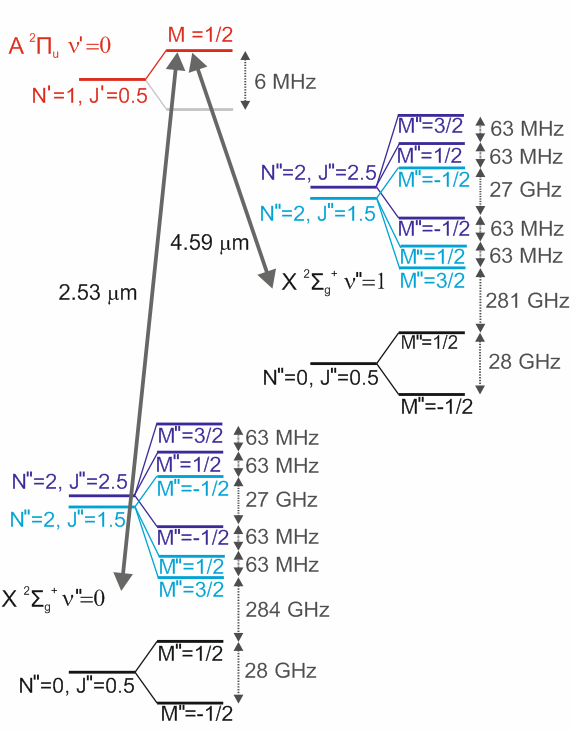 A ²Πu ν'=0
M =1/2
N'=1, J'=0.5
6 MHz
4.59 µm
2.53 µm
M"=3/2
63 MHz
M"=1/2
63 MHz
N"=2, J"=2.5
M"=-1/2
27 GHz
N"=2, J"=1.5
M"=-1/2
63 MHz
M"=1/2
63 MHz
M"=3/2
X ²Σg⁺ ν"=1
281 GHz
M"=1/2
28 GHz
N"=0, J"=0.5
M"=-1/2
M"=3/2
63 MHz
M"=1/2
63 MHz
N"=2, J"=2.5
M"=-1/2
27 GHz
N"=2, J"=1.5
M"=-1/2
63 MHz
M"=1/2
63 MHz
M"=3/2
X ²Σg⁺ ν"=0
284 GHz
M"=1/2
28 GHz
N"=0, J"=0.5
M"=-1/2